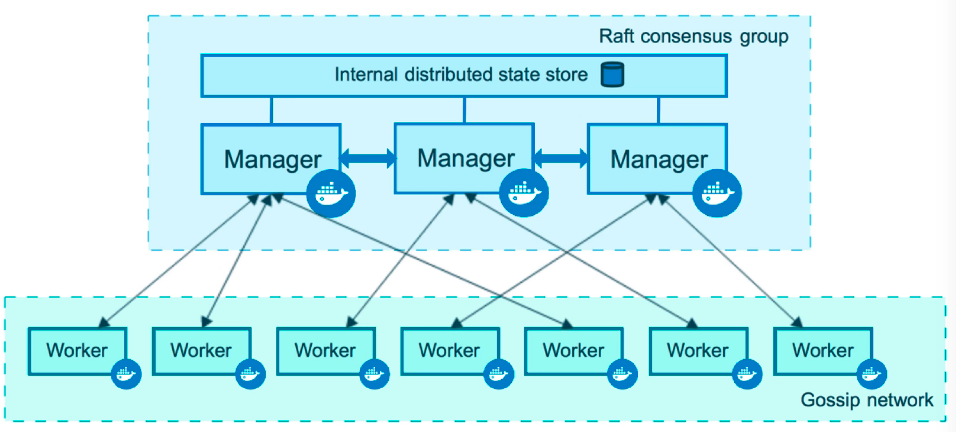 Raft consensus group
Internal distributed state store
Manager
Manager
Manager
Worker
Worker
Worker
Worker
Worker
Worker
Worker
Gossip network